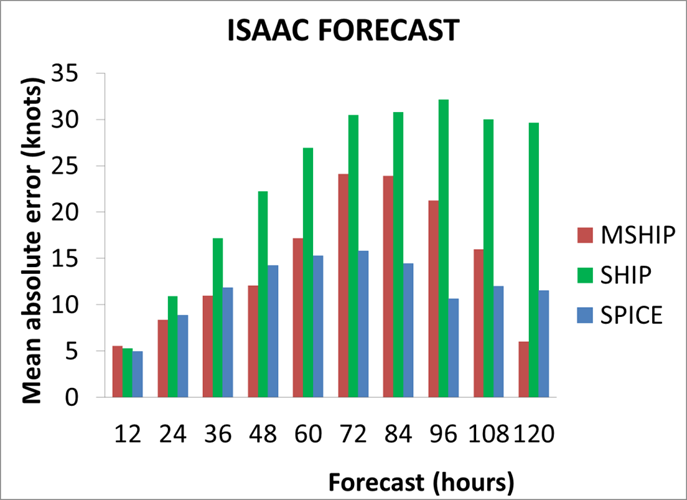 ISAAC FORECAST
Mean absolute error (knots)
35
30
25
20
15
10
5
0
12 24 36 48 60 72 84 96 108 120
Forecast (hours)
MSHIP
SHIP
SPICE